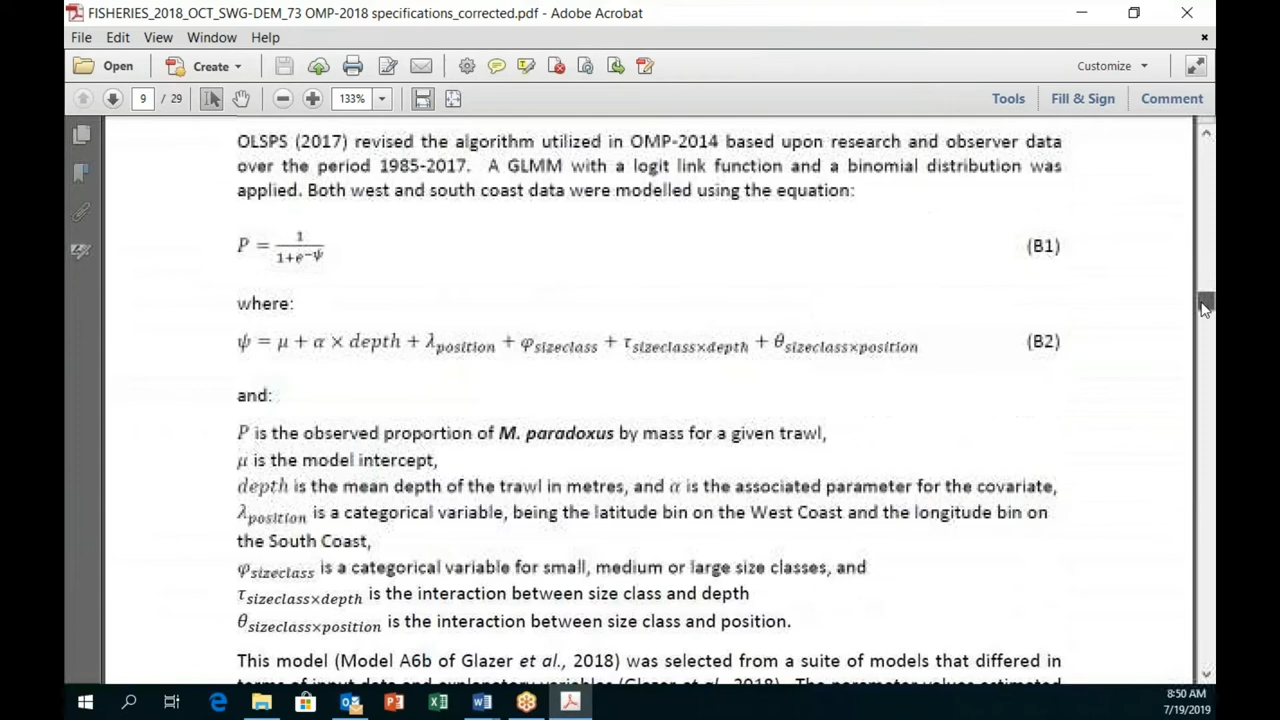 FISHERIES_2018_OCT_SWG-DEM_73 OMP-2018 specifications_corrected.pdf - Adobe Acrobat
File Edit View Window Help
Open Create Customize
9 / 29 133% Tools Fill & Sign Comment
OLSPS (2017) revised the algorithm utilized in OMP-2014 based upon research and observer data
over the period 1985-2017. A GLMM with a logit link function and a binomial distribution was
applied. Both west and south coast data were modelled using the equation:
P = 1/(1+e^−ψ) (B1)
where:
ψ = μ + α × depth + λ_position + φ_sizeclass + τ_sizeclass×depth + θ_sizeclass×position (B2)
and:
P is the observed proportion of M. paradoxus by mass for a given trawl,
μ is the model intercept,
depth is the mean depth of the trawl in metres, and α is the associated parameter for the covariate,
λ_position is a categorical variable, being the latitude bin on the West Coast and the longitude bin on
the South Coast,
φ_sizeclass is a categorical variable for small, medium or large size classes, and
τ_sizeclass×depth is the interaction between size class and depth
θ_sizeclass×position is the interaction between size class and position.
This model (Model A6b of Glazer et al., 2018) was selected from a suite of models that differed in
8:50 AM
7/19/2019